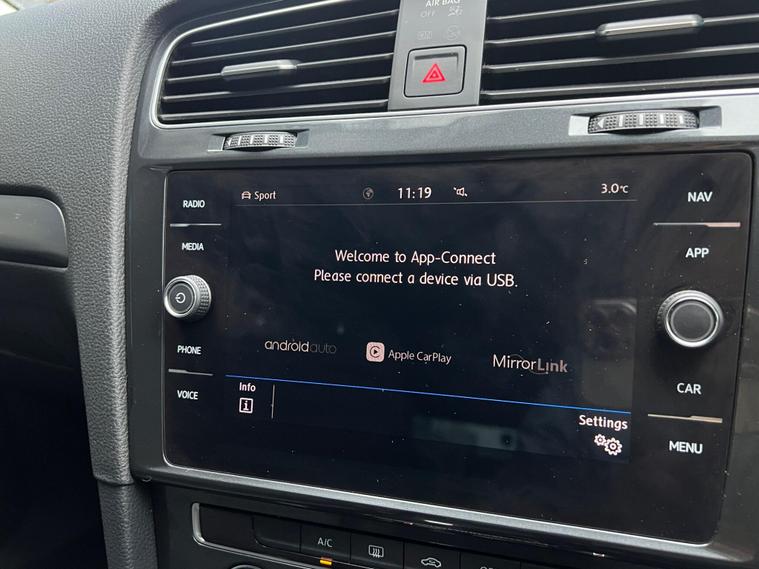 AIR BAG
OFF
ON
RADIO
MEDIA
PHONE
VOICE
Sport
11:19
3.0°C
Welcome to App-Connect
Please connect a device via USB.
androidauto
Apple CarPlay
MirrorLink
Info
i
Settings
NAV
APP
CAR
MENU
A/C